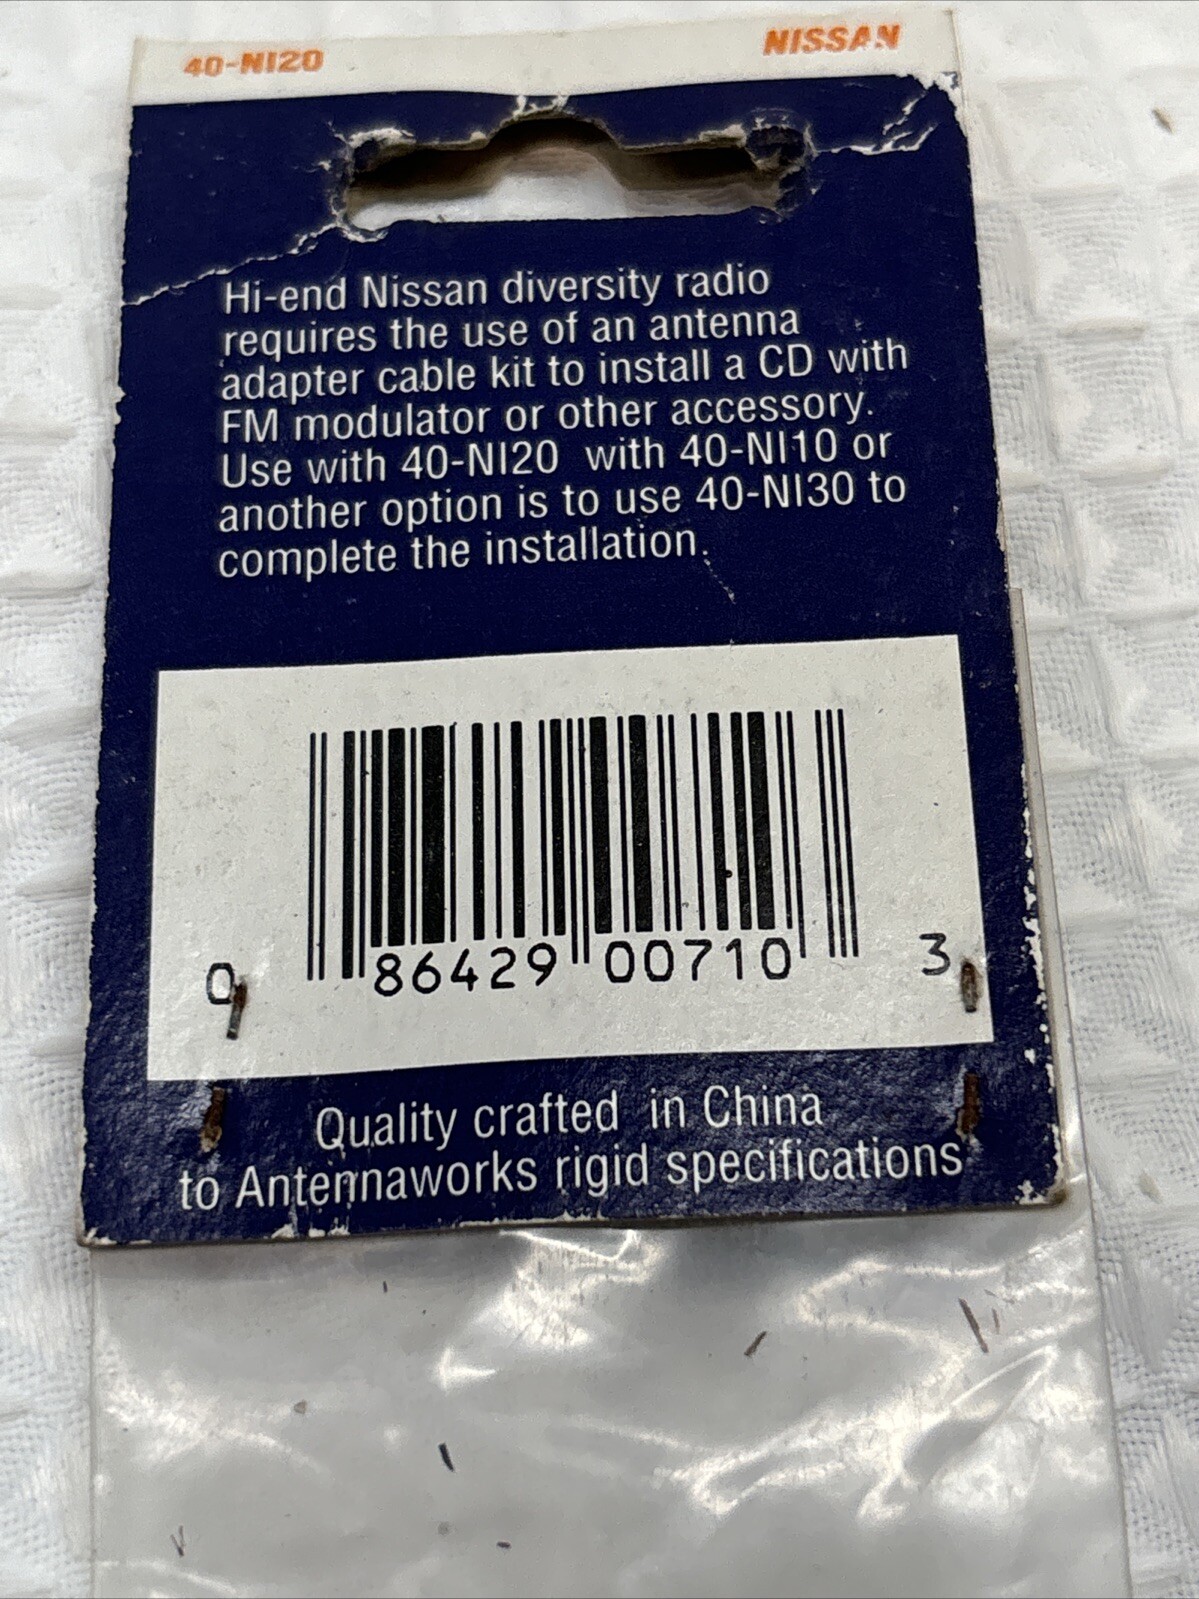 40-NI20 NISSAN
Hi-end Nissan diversity radio
requires the use of an antenna
adapter cable kit to install a CD with
FM modulator or other accessory.
Use with 40-NI20 with 40-NI10 or
another option is to use 40-NI30 to
complete the installation.
0 86429 00710 3
Quality crafted in China
to Antennaworks rigid specifications